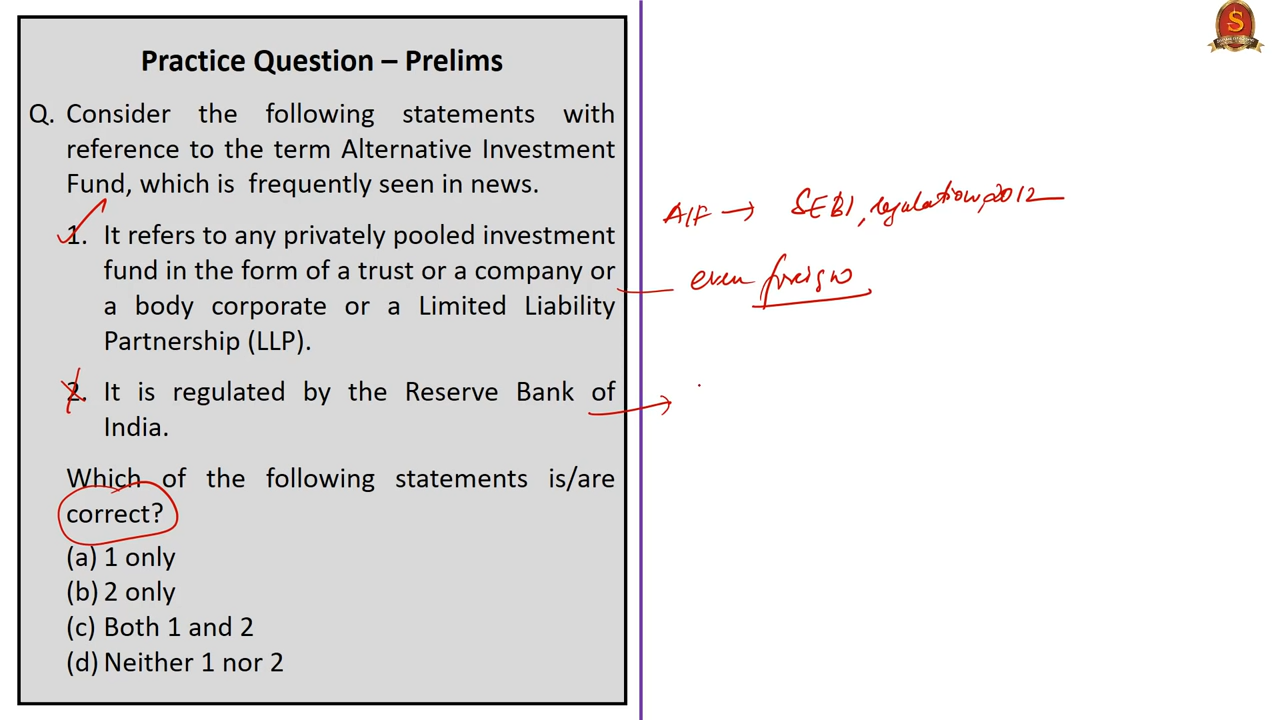 Practice Question – Prelims
Q. Consider the following statements with
reference to the term Alternative Investment
Fund, which is frequently seen in news.
1. It refers to any privately pooled investment
fund in the form of a trust or a company or
a body corporate or a Limited Liability
Partnership (LLP).
2. It is regulated by the Reserve Bank of
India.
Which of the following statements is/are
correct?
(a) 1 only
(b) 2 only
(c) Both 1 and 2
(d) Neither 1 nor 2
AIF → SEBI, regulation, 2012
even foreign
S